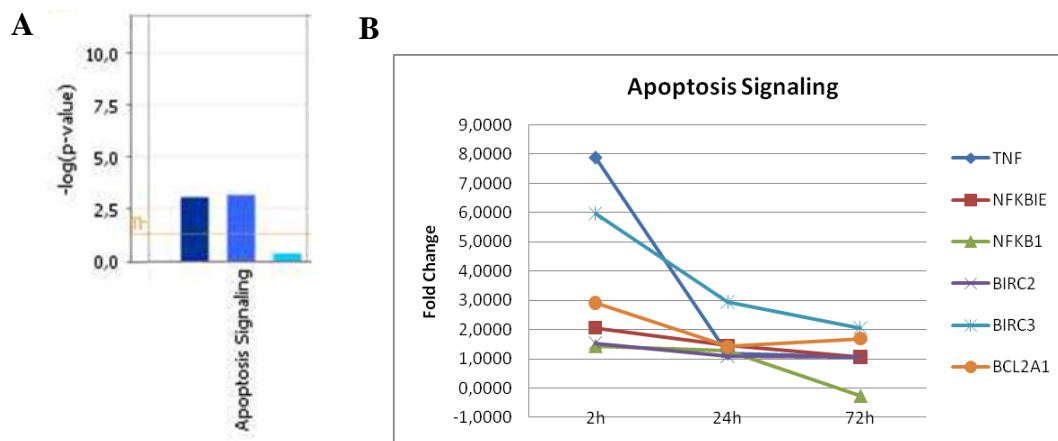 A
10,0
7,5
5,0
2,5
0,0
-log(p-value)
Apoptosis Signaling
B
Apoptosis Signaling
9,0000
8,0000
7,0000
6,0000
5,0000
4,0000
3,0000
2,0000
1,0000
0,0000
-1,0000
Fold Change
2h
24h
72h
TNF
NFKBIE
NFKB1
BIRC2
BIRC3
BCL2A1